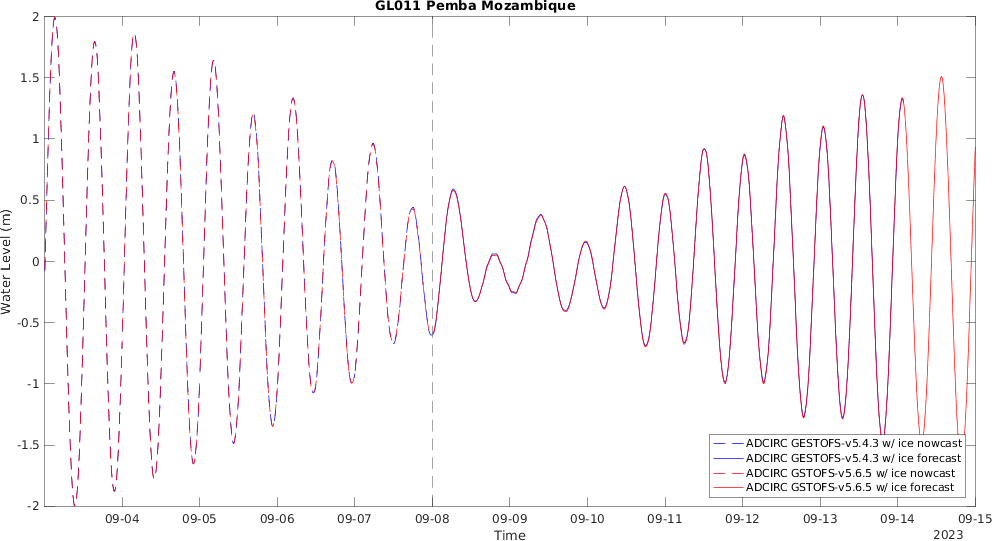 GL011 Pemba Mozambique
2
1.5
1
0.5
0
-0.5
-1
-1.5
-2
Water Level (m)
09-04 09-05 09-06 09-07 09-08 09-09 09-10 09-11 09-12 09-13 09-14 09-15
Time
2023
ADCIRC GESTOFS-v5.4.3 w/ ice nowcast
ADCIRC GESTOFS-v5.4.3 w/ ice forecast
ADCIRC GSTOFS-v5.6.5 w/ ice nowcast
ADCIRC GSTOFS-v5.6.5 w/ ice forecast